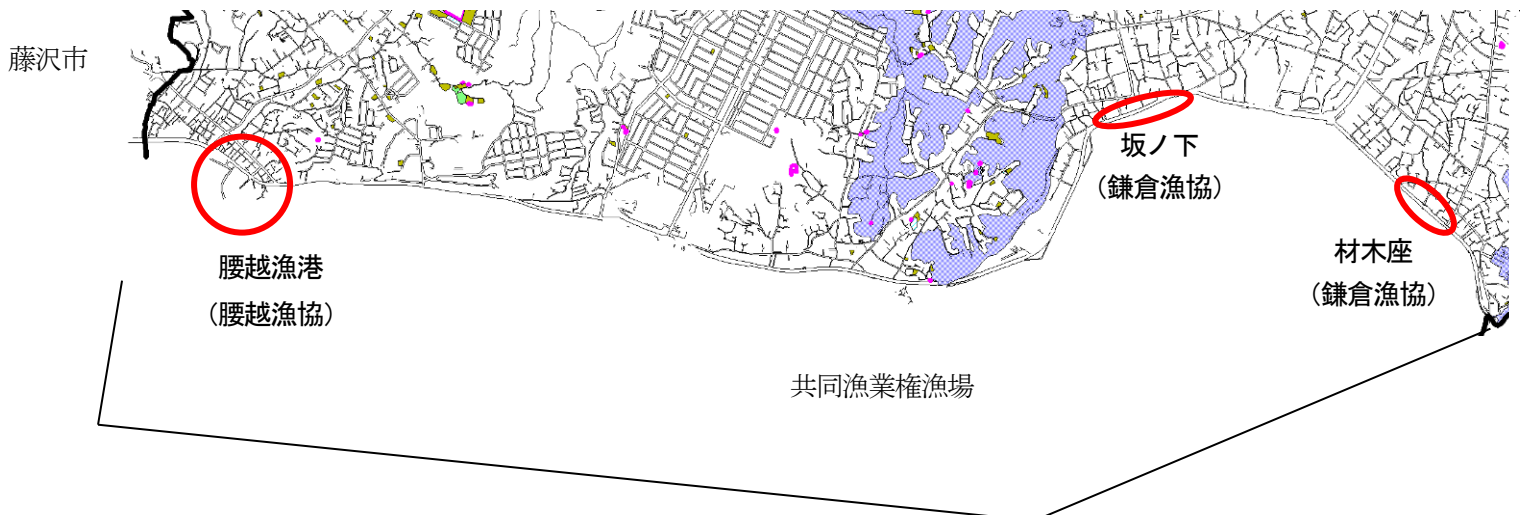 藤沢市
坂ノ下
（鎌倉漁協）
材木座
（鎌倉漁協）
腰越漁港
（腰越漁協）
共同漁業権漁場